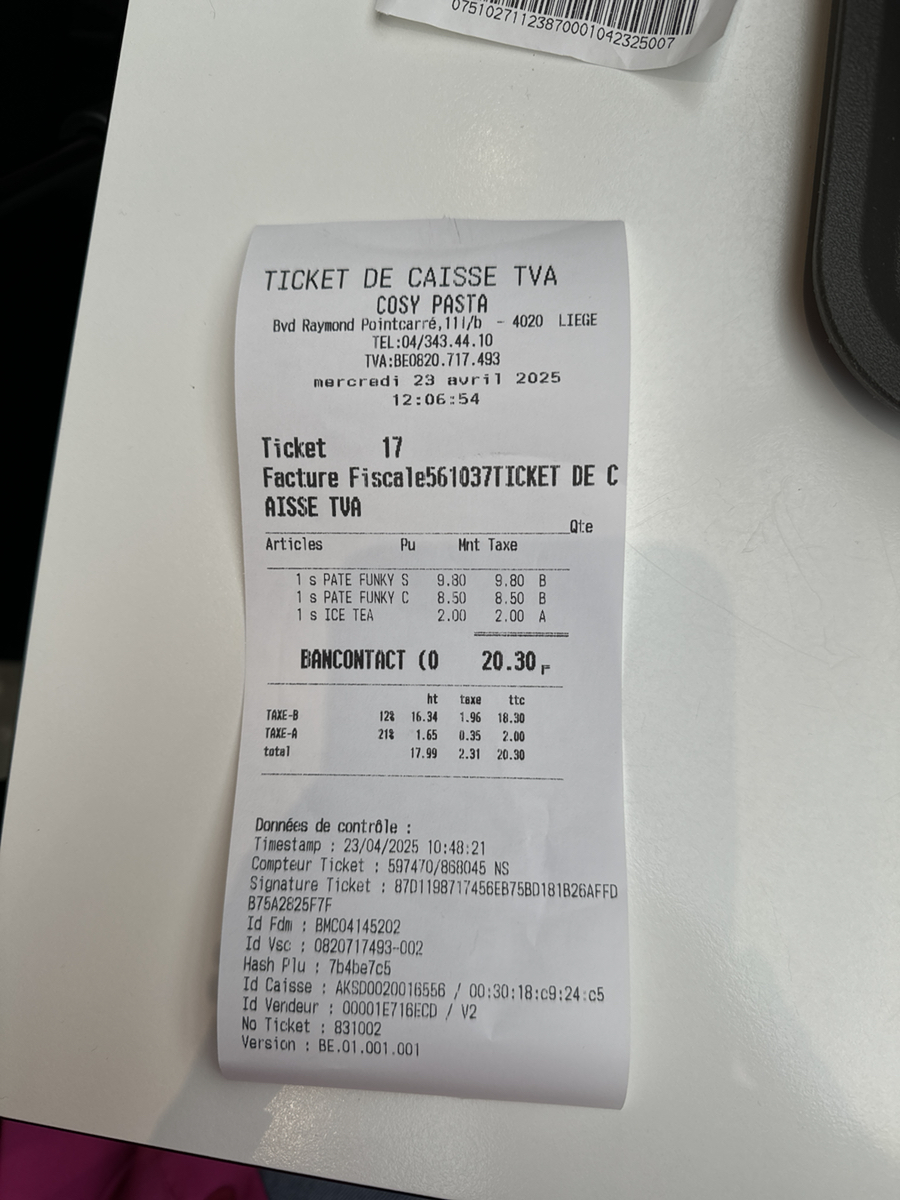 07510271123870001042325007
TICKET DE CAISSE TVA
COSY PASTA
Bvd Raymond Pointcarré,11l/b - 4020 LIEGE
TEL:04/343.44.10
TVA:BE0820.717.493
mercredi 23 avril 2025
12:06:54
Ticket 17
Facture Fiscale561037TICKET DE C
AISSE TVA
Qte
Articles Pu Mnt Taxe
1 s PATE FUNKY S 9.80 9.80 B
1 s PATE FUNKY C 8.50 8.50 B
1 s ICE TEA 2.00 2.00 A
BANCONTACT (0 20.30
ht taxe ttc
TAXE-B 12% 16.34 1.96 18.30
TAXE-A 21% 1.65 0.35 2.00
total 17.99 2.31 20.30
Données de contrôle :
Timestamp : 23/04/2025 10:48:21
Compteur Ticket : 597470/868045 NS
Signature Ticket : 87D1198717456EB75BD181B26AFFD
B75A2825F7F
Id Fdm : BMC04145202
Id Vsc : 0820717493-002
Hash Plu : 7b4be7c5
Id Caisse : AKSD0020016556 / 00:30:18:c9:24:c5
Id Vendeur : 00001E716ECD / V2
No Ticket : 831002
Version : BE.01.001.001